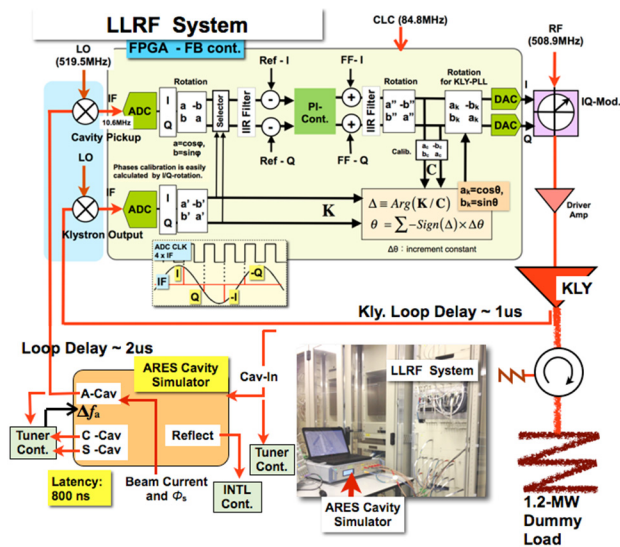 LLRF System
CLC (84.8MHz)
LO
(519.5MHz)
RF
(508.9MHz)
FPGA - FB cont.
IF
10.6MHz
Cavity Pickup
ADC
I
Q
Rotation
a -b
b a
a=cosφ,
b=sinφ
Selector
IIR Filter
Ref - I
-
-
Ref - Q
PI-
Cont.
FF- I
+
+
FF - Q
IIR Filter
Rotation
a" -b"
b" a"
Rotation
for KLY-PLL
aₖ -bₖ
bₖ aₖ
DAC
DAC
I
Q
IQ-Mod.
Phases calibration is easily
calculated by I/Q-rotation.
Calib.
a꜀ -b꜀
b꜀ a꜀
C
aₖ=cosθ,
bₖ=sinθ
LO
IF
Klystron Output
ADC
I
Q
a' -b'
b' a'
K
Δ ≡ Arg(K/C)
θ = ∑-Sign(Δ)×Δθ
Δθ : increment constant
Driver
Amp
ADC CLK
4 x IF
IF
I
Q
-I
-Q
KLY
Kly. Loop Delay ~ 1us
Loop Delay ~ 2us
ARES Cavity
Simulator
Cav-In
A-Cav
Δfₐ
C -Cav
S -Cav
Reflect
Tuner
Cont.
Tuner
Cont.
Latency:
800 ns
Beam Current
and Φₛ
INTL
Cont.
LLRF System
ARES Cavity
Simulator
1.2-MW
Dummy
Load